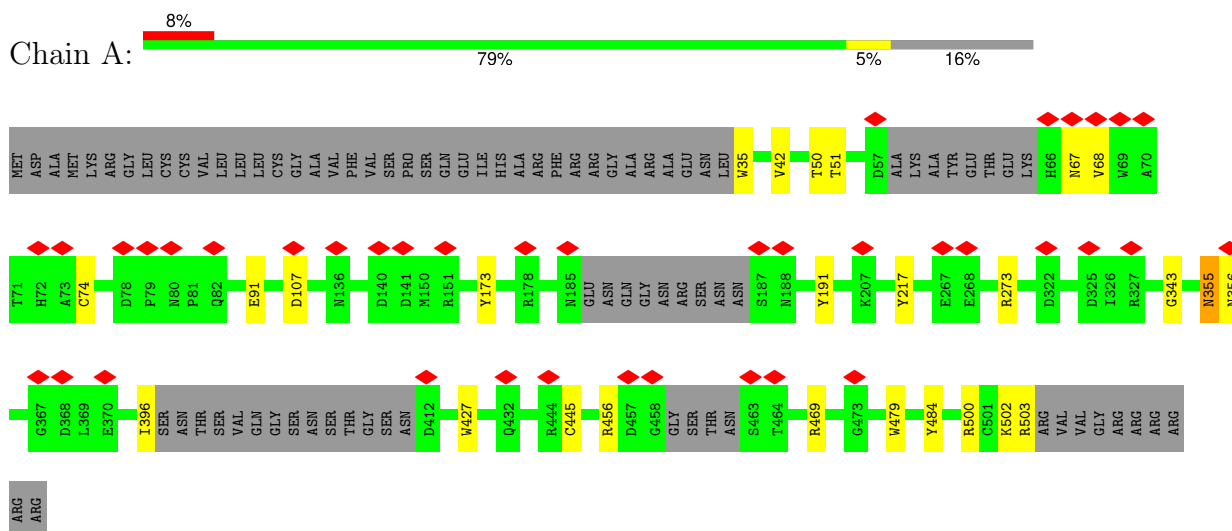 8%
Chain A:
79% 5% 16%
MET ASP ALA MET LYS ARG GLY LEU CYS CYS VAL LEU LEU LEU CYS GLY ALA VAL PHE VAL SER PRO SER GLN GLU ILE HIS ALA ARG PHE ARG ARG GLY ALA ARG ALA GLU ASN LEU W35 V42 T50 T51 D57 ALA LYS ALA TYR GLU THR GLU LYS H66 N67 V68 W69 A70
T71 H72 A73 C74 D78 P79 N80 P81 Q82 E91 D107 N136 D140 D141 M150 R151 Y173 R178 N185 GLU ASN GLN GLY ASN ARG SER ASN ASN S187 N188 Y191 K207 Y217 E267 E268 R273 D322 D325 I326 R327 G343 N355 N356
G367 D368 L369 E370 I396 SER ASN THR SER VAL GLN GLY SER ASN SER THR GLY SER ASN D412 W427 Q432 R444 C445 R456 D457 G458 GLY SER THR ASN S463 T464 R469 G473 W479 Y484 R500 C501 K502 R503 ARG VAL VAL GLY ARG ARG ARG ARG
ARG ARG